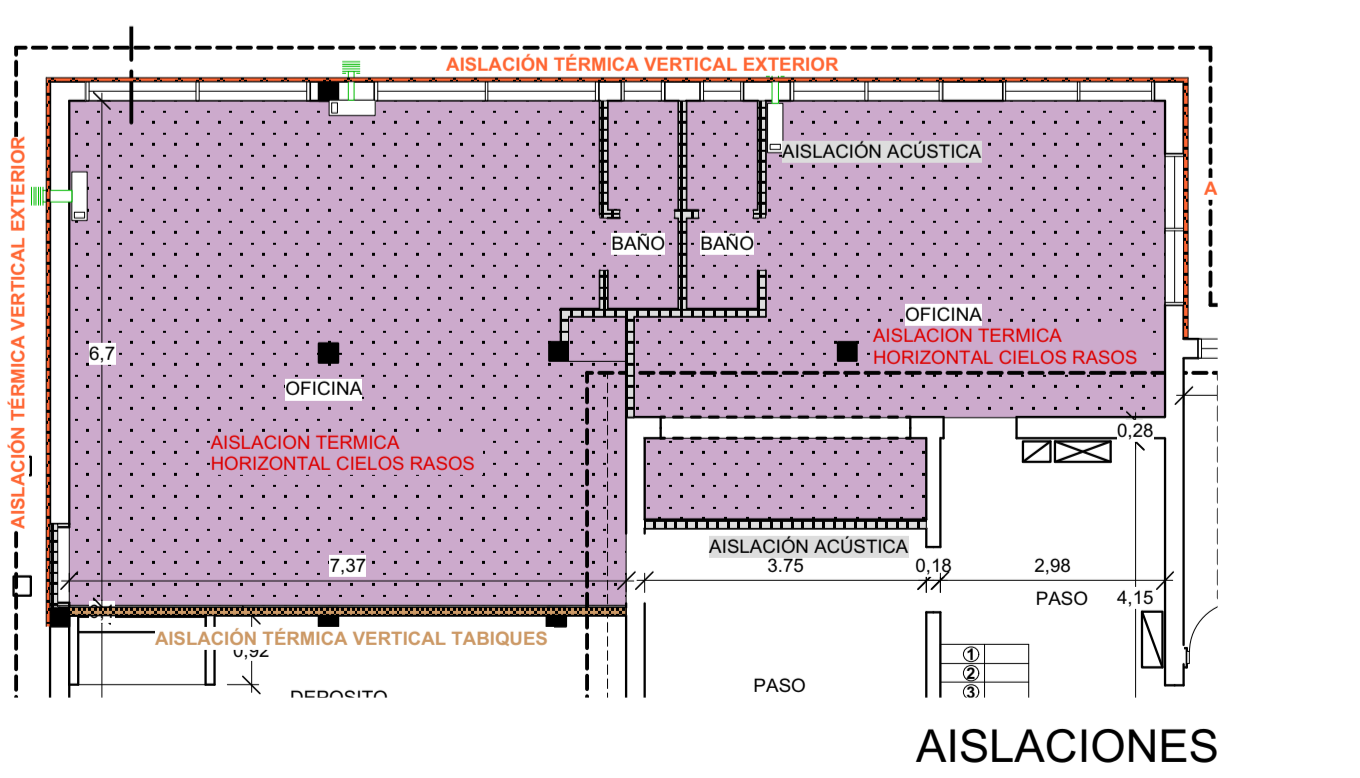 AISLACIÓN TÉRMICA VERTICAL EXTERIOR
AISLACIÓN TÉRMICA VERTICAL EXTERIOR
AISLACIÓN ACÚSTICA
A
BAÑO
BAÑO
OFICINA
AISLACION TERMICA
HORIZONTAL CIELOS RASOS
6,7
OFICINA
AISLACION TERMICA
HORIZONTAL CIELOS RASOS
0,28
AISLACIÓN ACÚSTICA
7,37
3.75
0,18
2,98
PASO
4,15
AISLACIÓN TÉRMICA VERTICAL TABIQUES
0,92
DEPOSITO
PASO
1
2
3
AISLACIONES